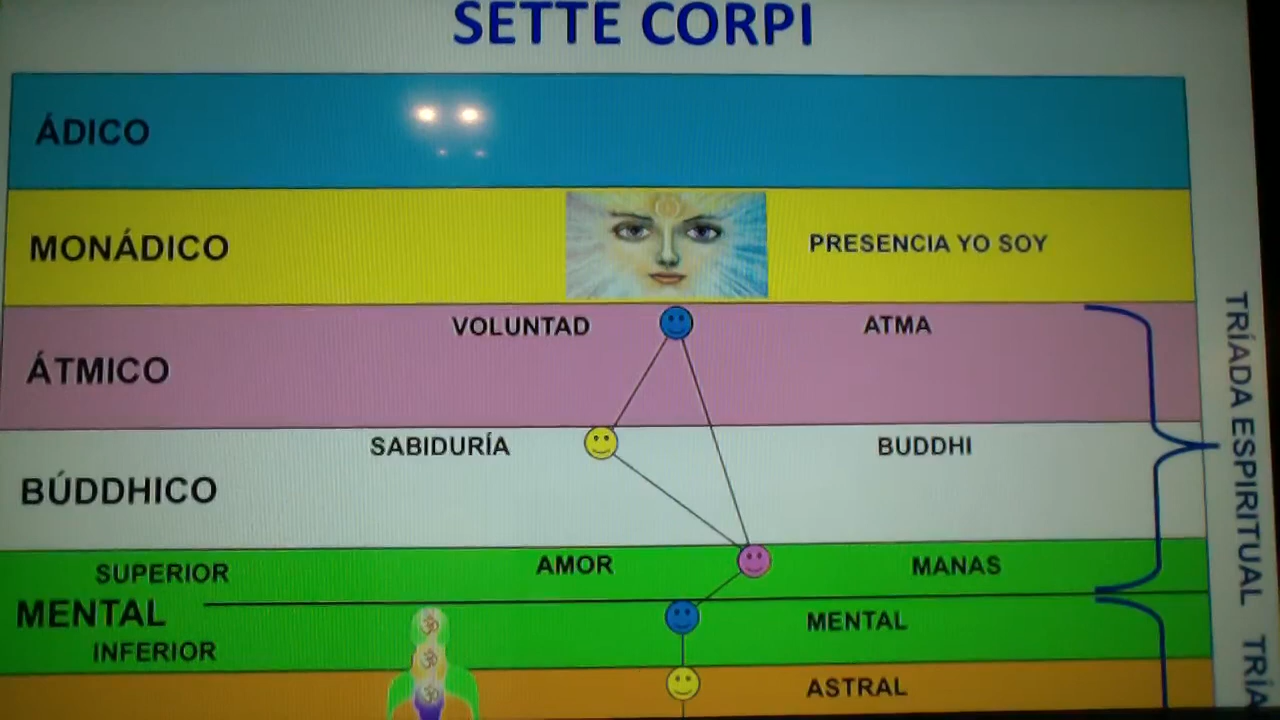 SETTE CORPI
ÁDICO
MONÁDICO
PRESENCIA YO SOY
VOLUNTAD
ATMA
ÁTMICO
SABIDURÍA
BUDDHI
BÚDDHICO
SUPERIOR
AMOR
MANAS
MENTAL
MENTAL
INFERIOR
ASTRAL
TRÍADA ESPIRITUAL